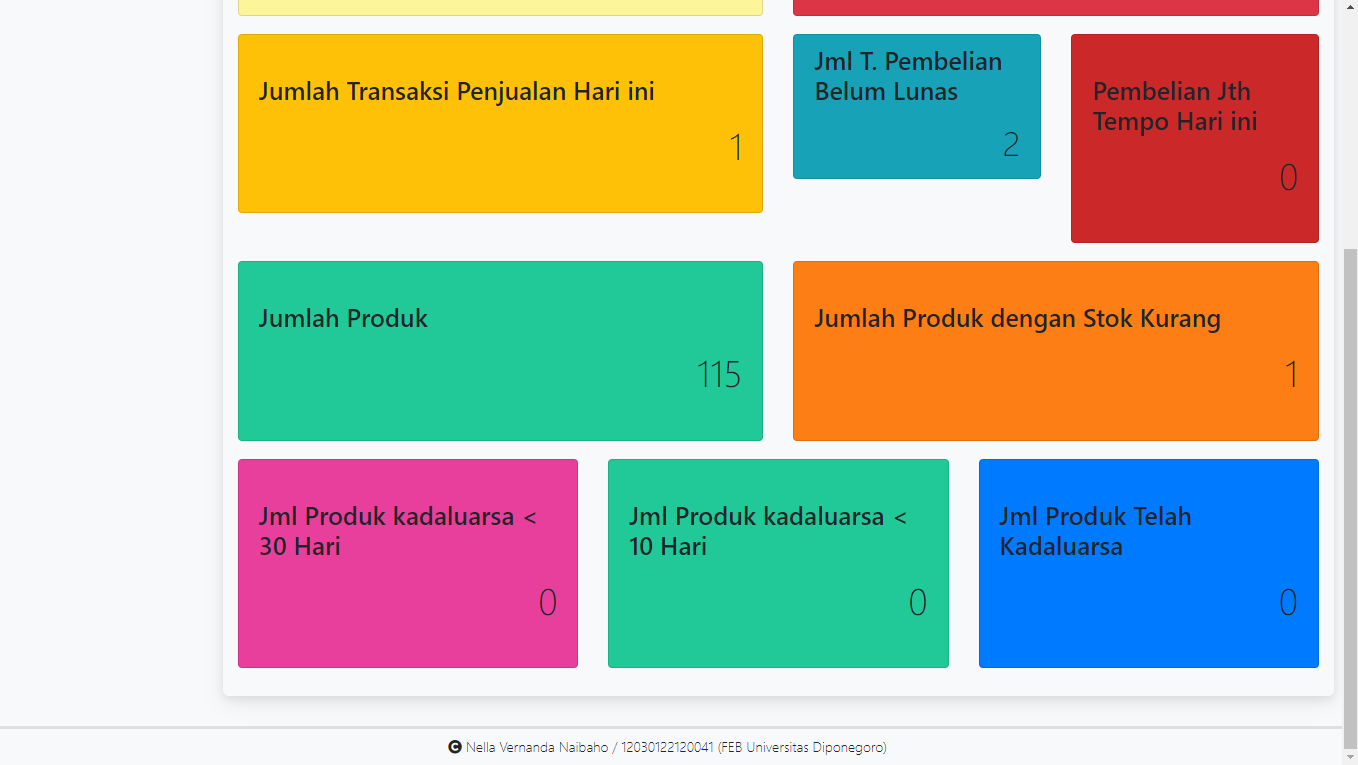 Jumlah Transaksi Penjualan Hari ini
1
Jml T. Pembelian
Belum Lunas
2
Pembelian Jth
Tempo Hari ini
0
Jumlah Produk
115
Jumlah Produk dengan Stok Kurang
1
Jml Produk kadaluarsa <
30 Hari
0
Jml Produk kadaluarsa <
10 Hari
0
Jml Produk Telah
Kadaluarsa
0
Nella Vernanda Naibaho / 12030122120041 (FEB Universitas Diponegoro)